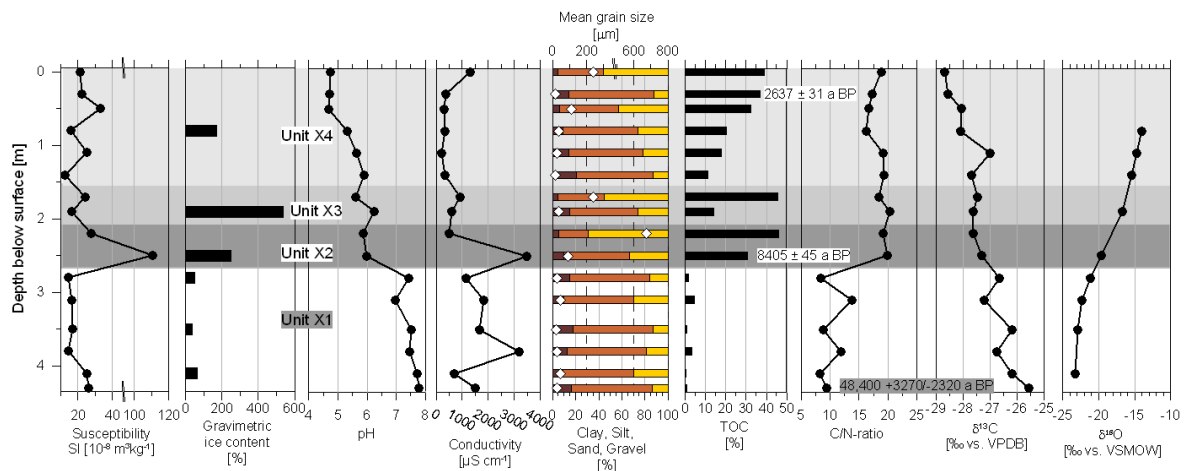 Mean grain size
[µm]
0 300 600 800
0
1
2
3
4
Depth below surface [m]
Unit X4
Unit X3
Unit X2
Unit X1
2637 ± 31 a BP
8405 ± 45 a BP
48,400 +3270/-2320 a BP
20 40 100 120
Susceptibility
SI [10⁻⁸ m³kg⁻¹]
0 200 400 600
Gravimetric
ice content
[%]
4 5 6 7 8
pH
0 1000 2000 3000 4000
Conductivity
[µS cm⁻¹]
0 20 40 60 80 100
Clay, Silt,
Sand, Gravel
[%]
0 10 20 30 40 50
TOC
[%]
5 10 15 20 25
C/N-ratio
-29 -28 -27 -26 -25
δ¹³C
[‰ vs. VPDB]
-25 -20 -15 -10
δ¹⁸O
[‰ vs. VSMOW]